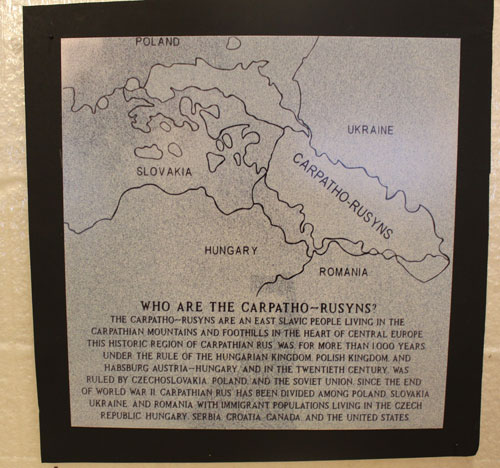 POLAND
UKRAINE
SLOVAKIA
CARPATHO-RUSYNS
HUNGARY
ROMANIA
WHO ARE THE CARPATHO-RUSYNS?
THE CARPATHO-RUSYNS ARE AN EAST SLAVIC PEOPLE LIVING IN THE
CARPATHIAN MOUNTAINS AND FOOTHILLS IN THE HEART OF CENTRAL EUROPE.
THIS HISTORIC REGION OF CARPATHIAN RUS' WAS, FOR MORE THAN 1000 YEARS,
UNDER THE RULE OF THE HUNGARIAN KINGDOM, POLISH KINGDOM, AND
HABSBURG AUSTRIA-HUNGARY, AND IN THE TWENTIETH CENTURY, WAS
RULED BY CZECHOSLOVAKIA, POLAND, AND THE SOVIET UNION. SINCE THE END
OF WORLD WAR II, CARPATHIAN RUS' HAS BEEN DIVIDED AMONG POLAND, SLOVAKIA,
UKRAINE, AND ROMANIA, WITH IMMIGRANT POPULATIONS LIVING IN THE CZECH
REPUBLIC, HUNGARY, SERBIA, CROATIA, CANADA, AND THE UNITED STATES.